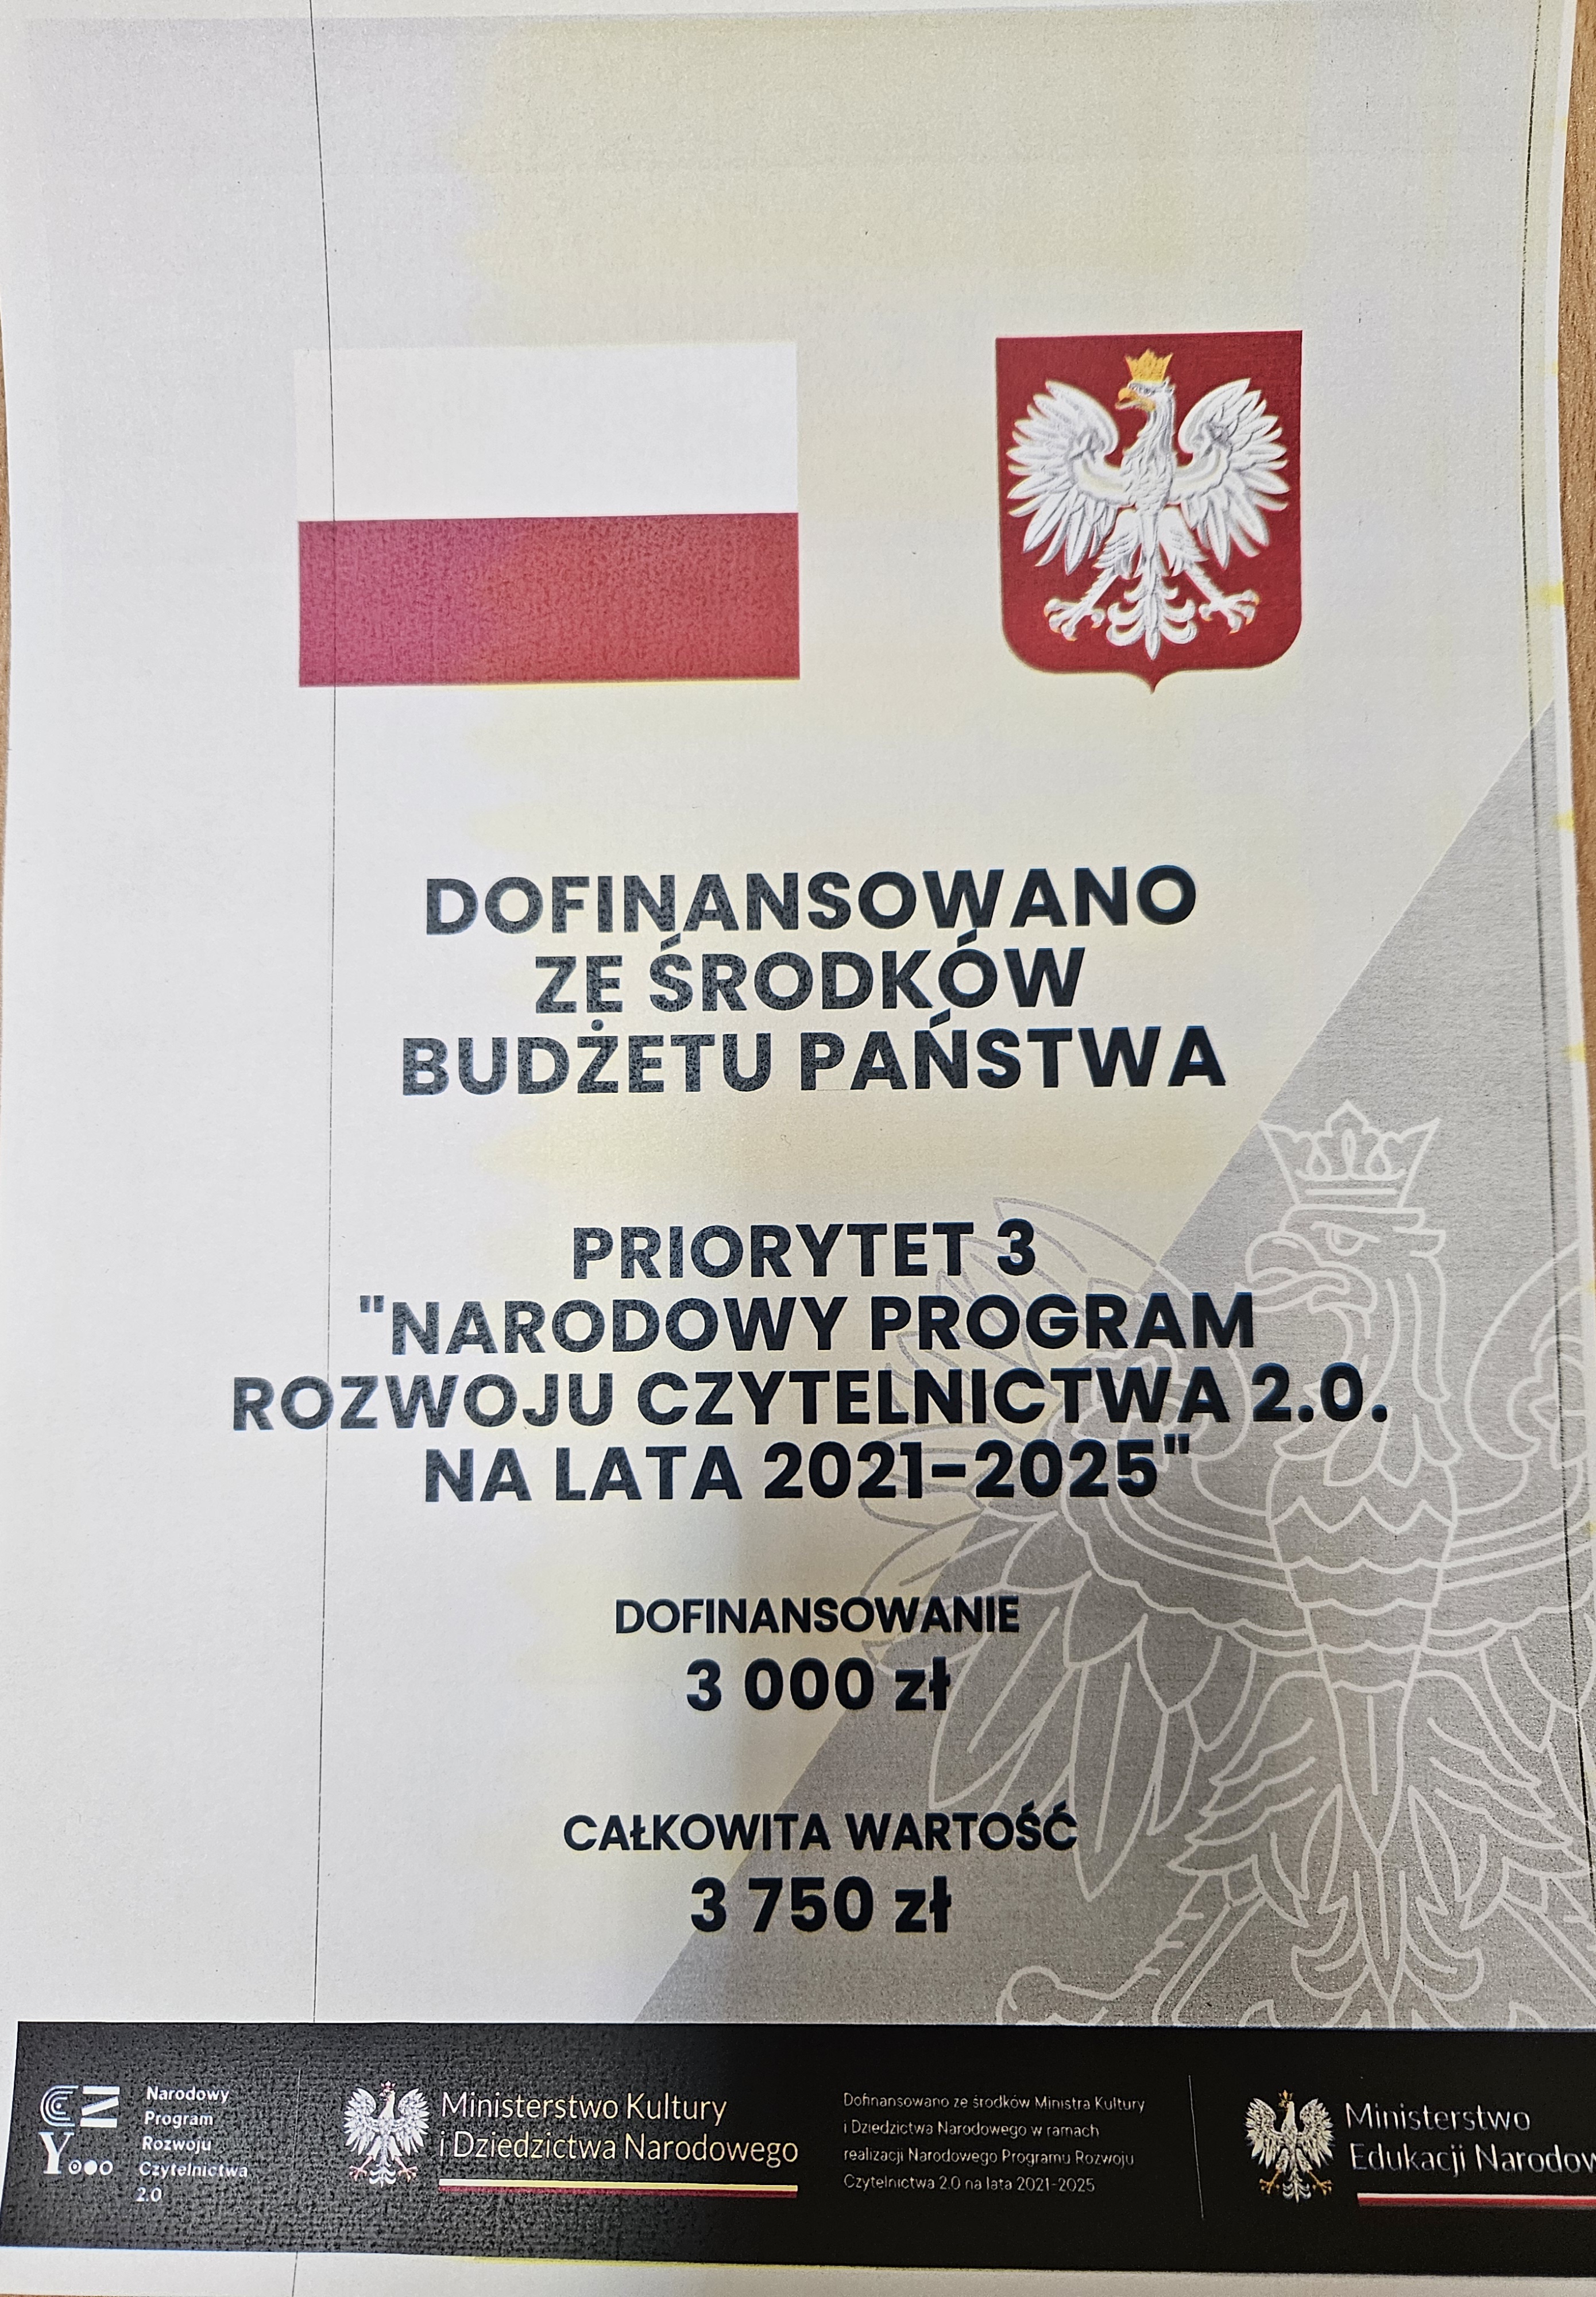 DOFINANSOWANO
ZE ŚRODKÓW
BUDŻETU PAŃSTWA
PRIORYTET 3
"NARODOWY PROGRAM
ROZWOJU CZYTELNICTWA 2.0.
NA LATA 2021-2025"
DOFINANSOWANIE
3 000 zł
CAŁKOWITA WARTOŚĆ
3 750 zł
CZ
Y
Narodowy
Program
Rozwoju
Czytelnictwa
2.0
Ministerstwo Kultury
i Dziedzictwa Narodowego
Dofinansowano ze środków Ministra Kultury
i Dziedzictwa Narodowego w ramach
realizacji Narodowego Programu Rozwoju
Czytelnictwa 2.0 na lata 2021-2025
Ministerstwo
Edukacji